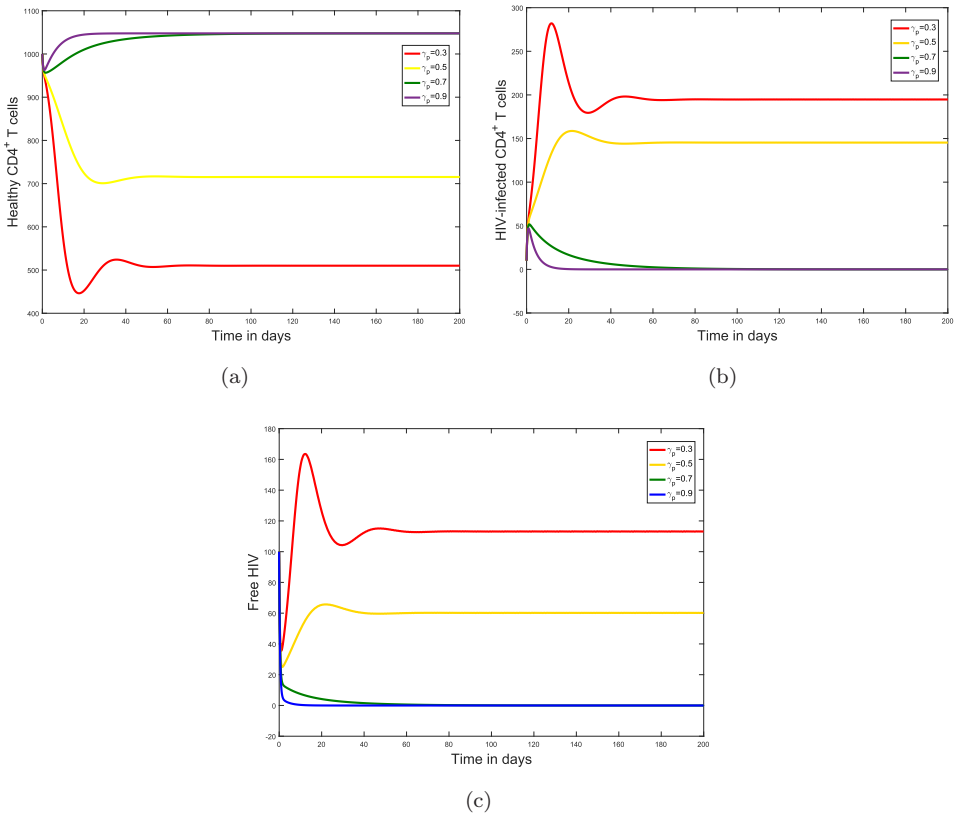 1100
1000
900
800
700
600
500
400
0
20
40
60
80
100
120
140
160
180
200
Healthy CD4⁺ T cells
Time in days
γₚ=0.3
γₚ=0.5
γₚ=0.7
γₚ=0.9
(a)
300
250
200
150
100
50
0
-50
0
20
40
60
80
100
120
140
160
180
200
HIV-infected CD4⁺ T cells
Time in days
γₚ=0.3
γₚ=0.5
γₚ=0.7
γₚ=0.9
(b)
180
160
140
120
100
80
60
40
20
0
-20
0
20
40
60
80
100
120
140
160
180
200
Free HIV
Time in days
γₚ=0.3
γₚ=0.5
γₚ=0.7
γₚ=0.9
(c)